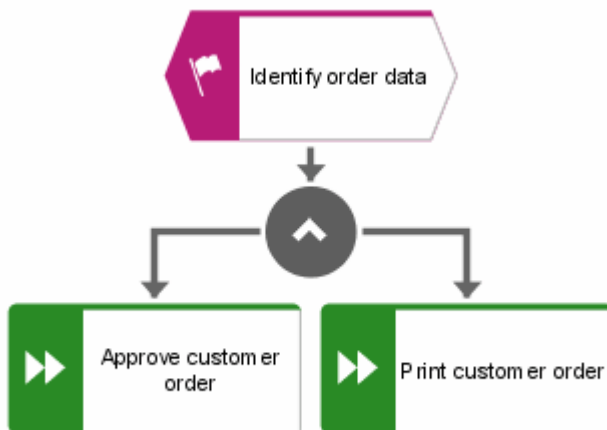 Identify order data
Approve customer
order
Print customer order